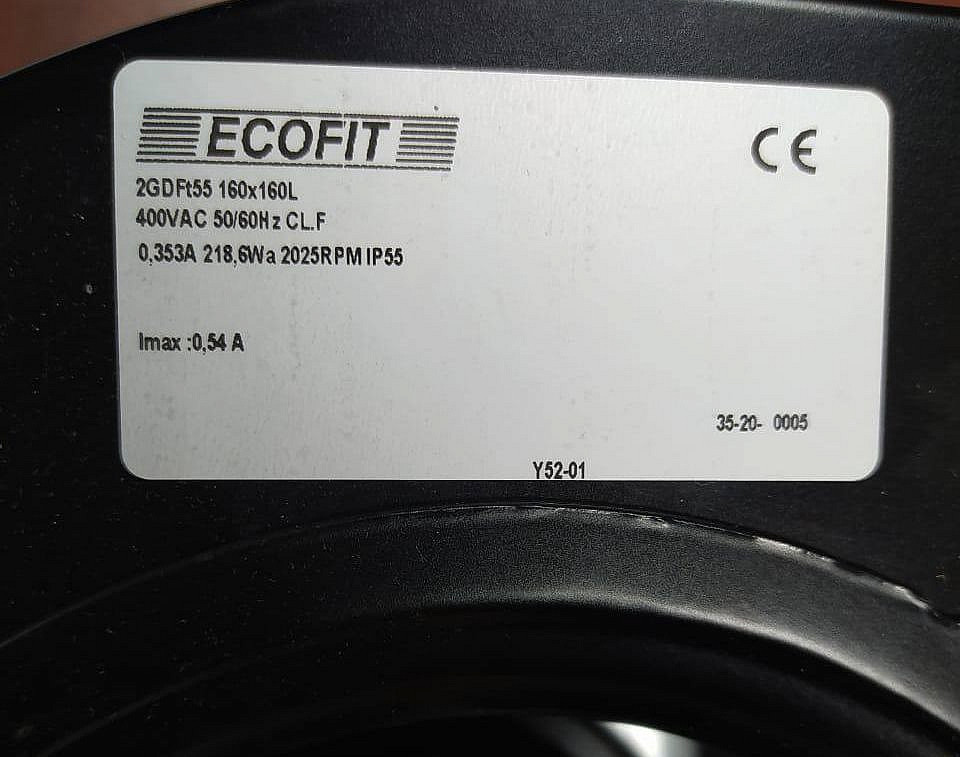 ECOFIT
CE
2GDFt55 160x160L
400VAC 50/60Hz CL.F
0,353A 218,6Wa 2025RPM IP55
Imax :0,54 A
35-20- 0005
Y52-01